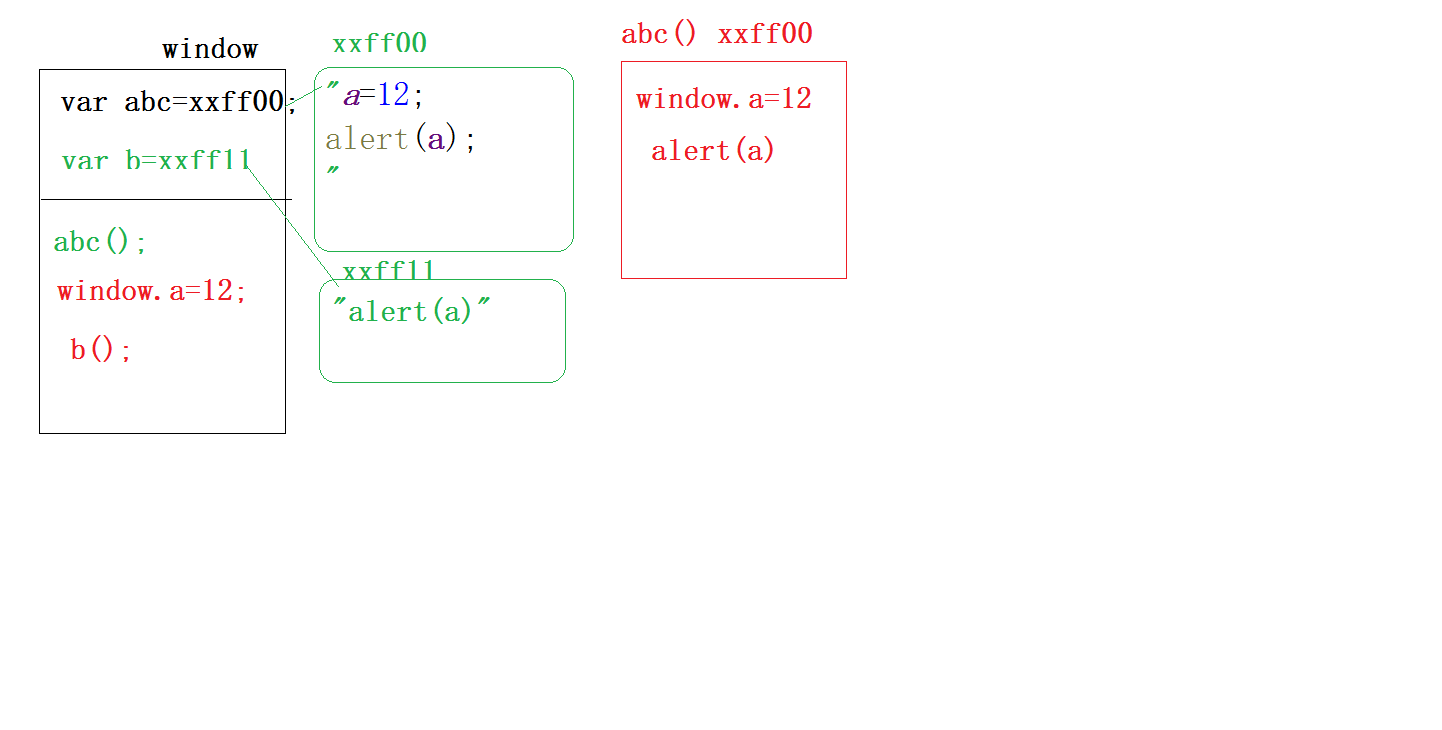 window
var abc=xxff00;
var b=xxff11
abc();
window.a=12;
b();
xxff00
"a=12;
alert(a);
"
xxff11
"alert(a)"
abc() xxff00
window.a=12
alert(a)